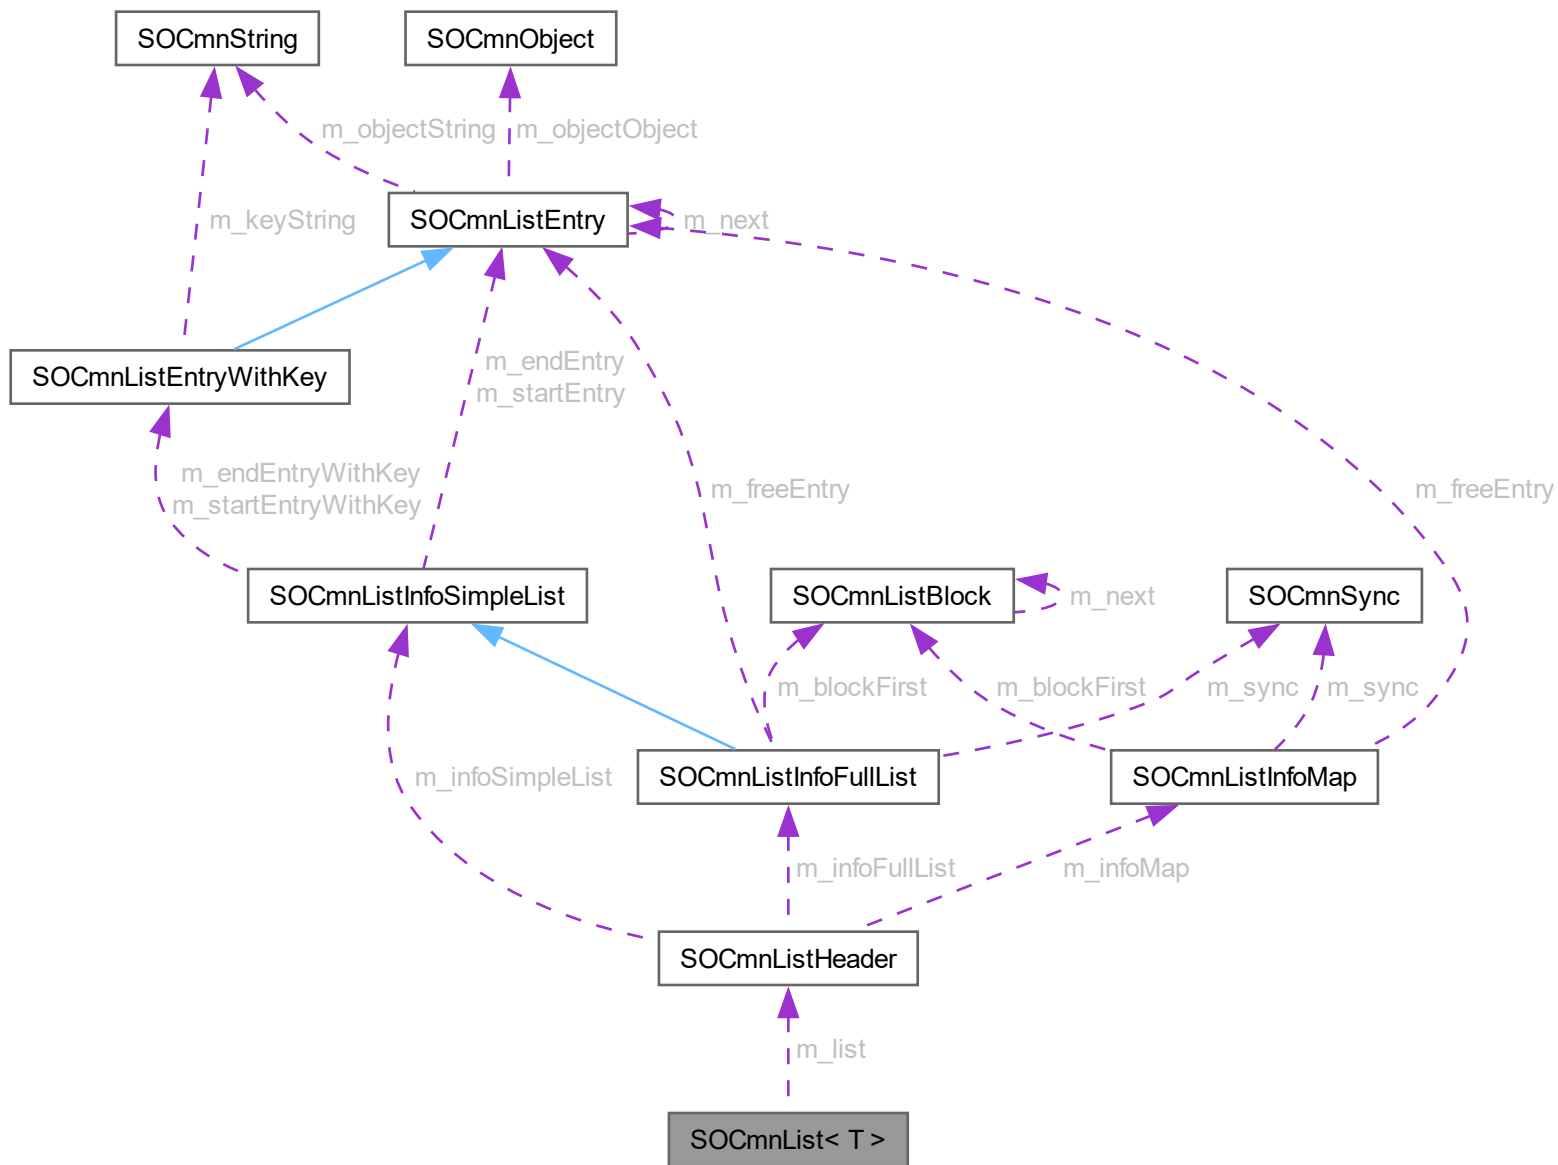 SOCmnString
SOCmnObject
m_objectString
m_objectObject
m_keyString
SOCmnListEntry
m_next
SOCmnListEntryWithKey
m_endEntry
m_startEntry
m_endEntryWithKey
m_startEntryWithKey
m_freeEntry
m_freeEntry
SOCmnListInfoSimpleList
SOCmnListBlock
m_next
SOCmnSync
m_blockFirst
m_blockFirst
m_sync
m_sync
m_infoSimpleList
SOCmnListInfoFullList
SOCmnListInfoMap
m_infoFullList
m_infoMap
SOCmnListHeader
m_list
SOCmnList< T >